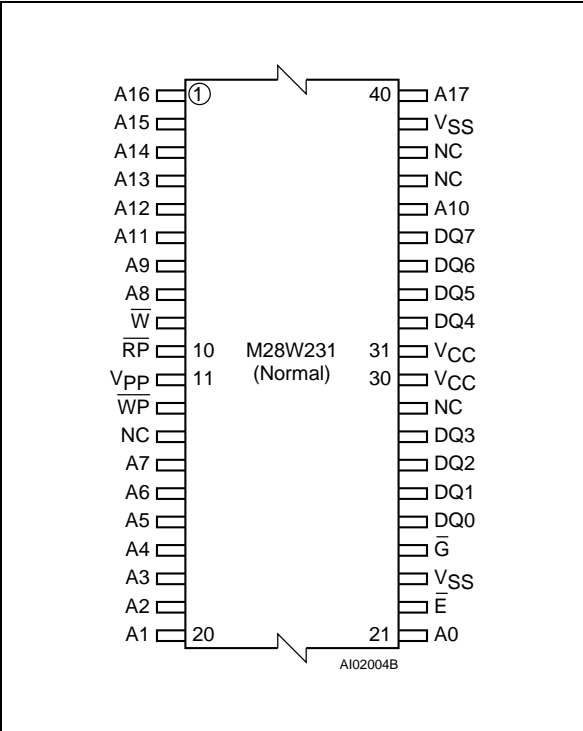 A16 1 40 A17
A15 VSS
A14 NC
A13 NC
A12 A10
A11 DQ7
A9 DQ6
A8 DQ5
W̅ DQ4
R̅P̅ 10 M28W231 31 VCC
VPP 11 (Normal) 30 VCC
W̅P̅ NC
NC DQ3
A7 DQ2
A6 DQ1
A5 DQ0
A4 G̅
A3 VSS
A2 E̅
A1 20 21 A0
AI02004B